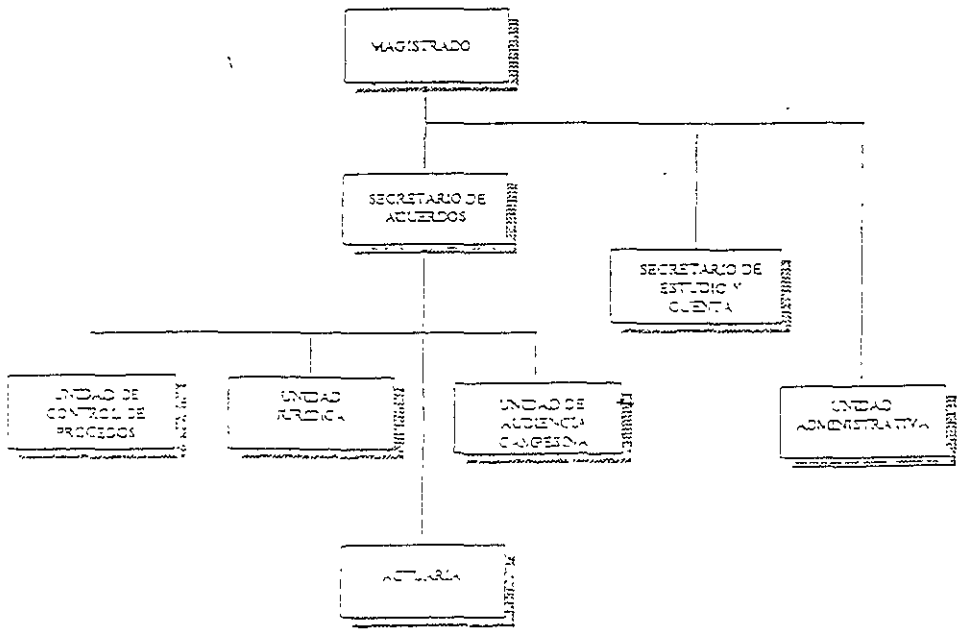 MAGISTRADO
SECRETARIO DE
ACUERDOS
SECRETARIO DE
ESTUDIO Y
CUENTA
UNIDAD DE
CONTROL DE
PROCESOS
UNIDAD
JURIDICA
UNIDAD DE
AUDIENCIA
CAMPESINA
UNIDAD
ADMINISTRATIVA
ACTUARIA